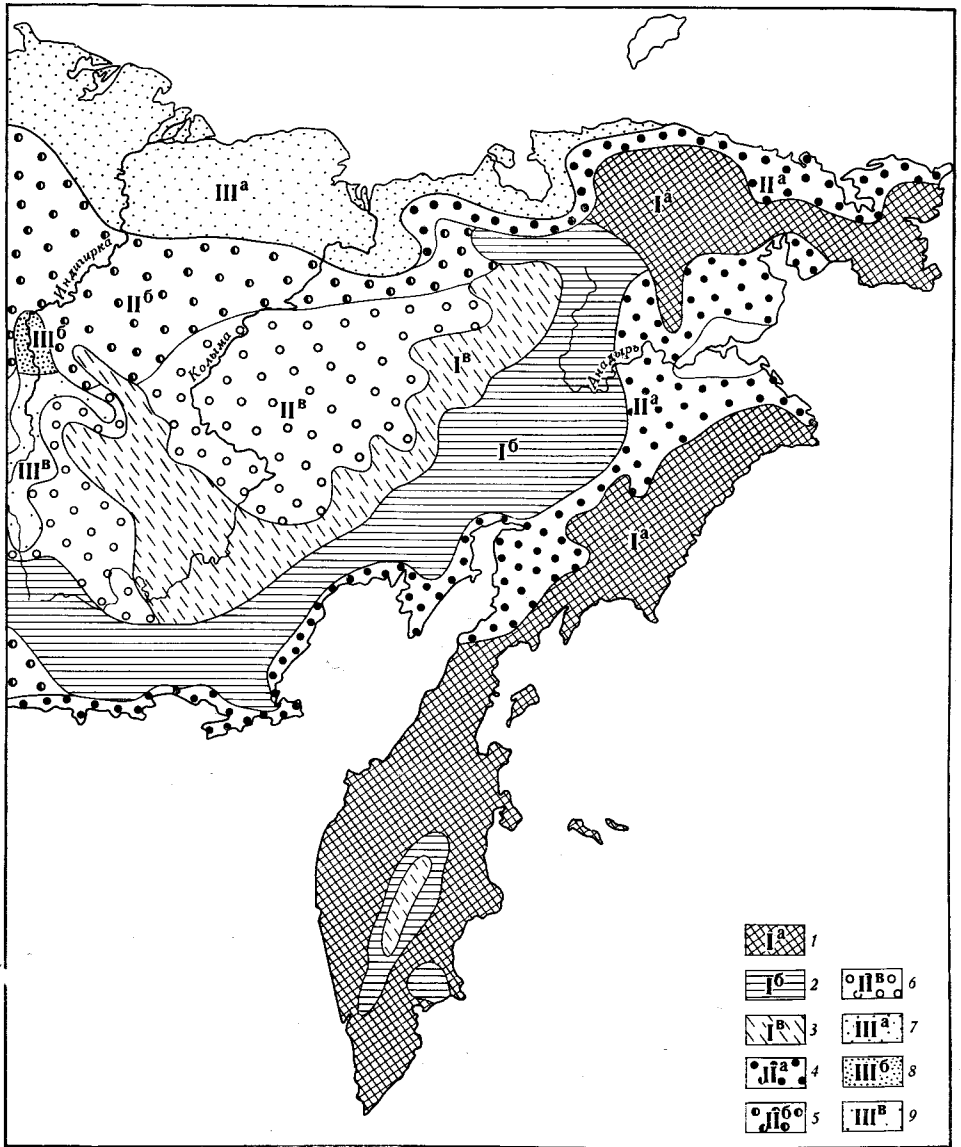 IIIа
IIа
Iа
Индигирка
IIб
IIIб
Колыма
Iв
Анадырь
IIв
IIа
Iб
IIIв
Iа
Iа 1
Iб 2
IIв 6
Iв 3
IIIа 7
IIа 4
IIIб 8
IIб 5
IIIв 9